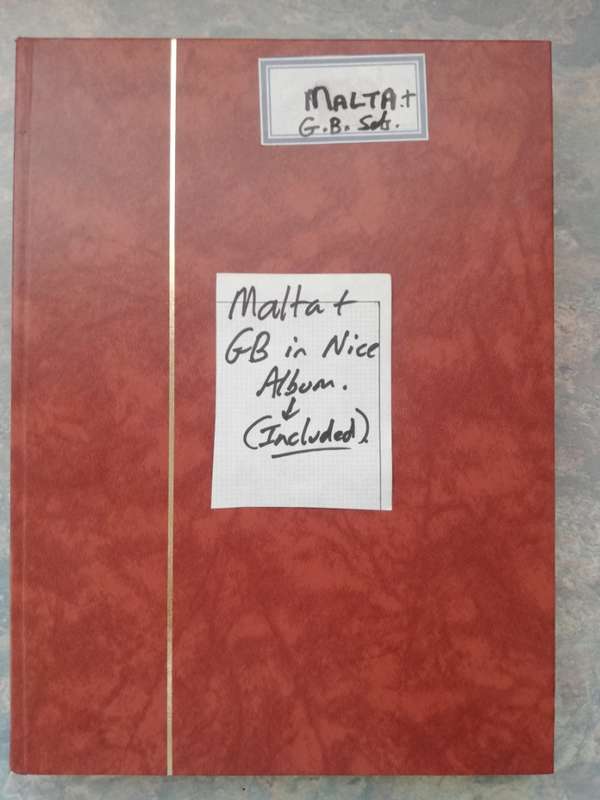 MALTA +
G.B. Sets.
Malta +
GB in Nice
Album.
↓
(Included).